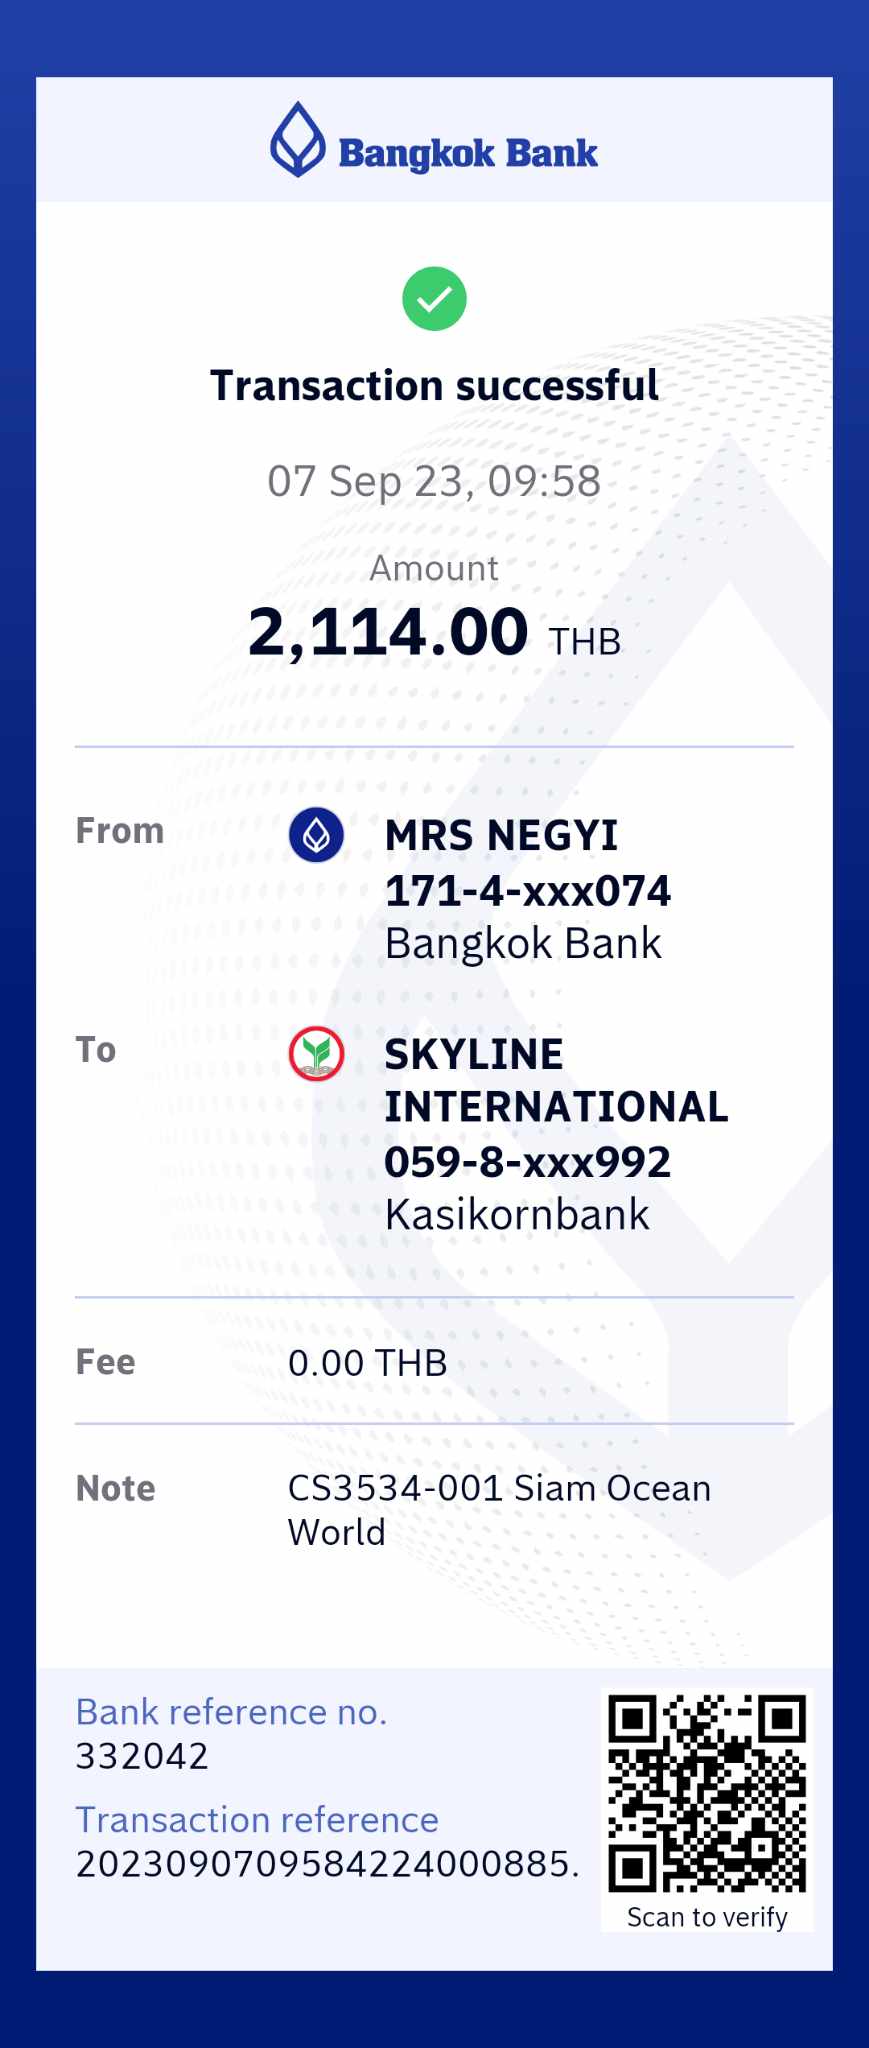 Bangkok Bank
Transaction successful
07 Sep 23, 09:58
Amount
2,114.00 THB
From
MRS NEGYI
171-4-xxx074
Bangkok Bank
To
SKYLINE
INTERNATIONAL
059-8-xxx992
Kasikornbank
Fee
0.00 THB
Note
CS3534-001 Siam Ocean
World
Bank reference no.
332042
Transaction reference
2023090709584224000885.
Scan to verify